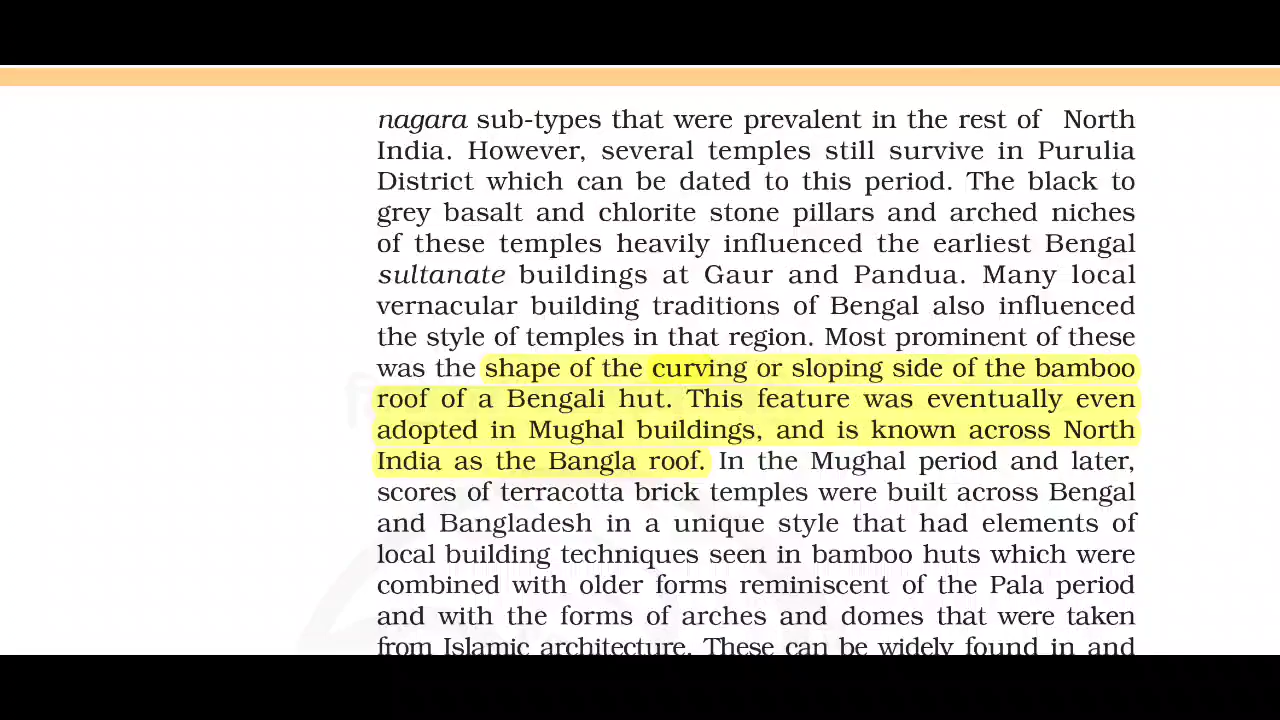 nagara sub-types that were prevalent in the rest of North
India. However, several temples still survive in Purulia
District which can be dated to this period. The black to
grey basalt and chlorite stone pillars and arched niches
of these temples heavily influenced the earliest Bengal
sultanate buildings at Gaur and Pandua. Many local
vernacular building traditions of Bengal also influenced
the style of temples in that region. Most prominent of these
was the shape of the curving or sloping side of the bamboo
roof of a Bengali hut. This feature was eventually even
adopted in Mughal buildings, and is known across North
India as the Bangla roof. In the Mughal period and later,
scores of terracotta brick temples were built across Bengal
and Bangladesh in a unique style that had elements of
local building techniques seen in bamboo huts which were
combined with older forms reminiscent of the Pala period
and with the forms of arches and domes that were taken
from Islamic architecture. These can be widely found in and